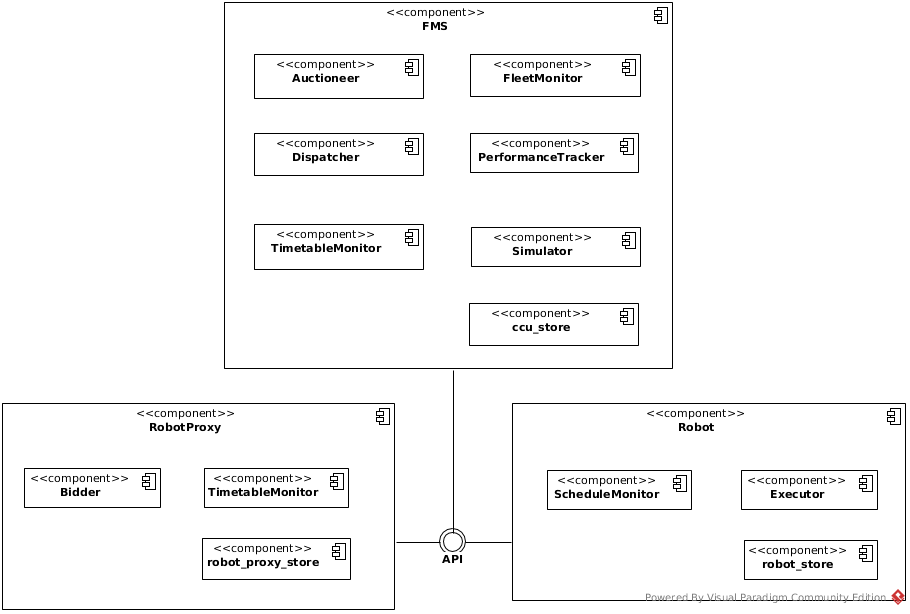 <<component>>
FMS
<<component>>
Auctioneer
<<component>>
FleetMonitor
<<component>>
Dispatcher
<<component>>
PerformanceTracker
<<component>>
TimetableMonitor
<<component>>
Simulator
<<component>>
ccu_store
<<component>>
RobotProxy
<<component>>
Bidder
<<component>>
TimetableMonitor
<<component>>
robot_proxy_store
API
<<component>>
Robot
<<component>>
ScheduleMonitor
<<component>>
Executor
<<component>>
robot_store
Powered By Visual Paradigm Community Edition